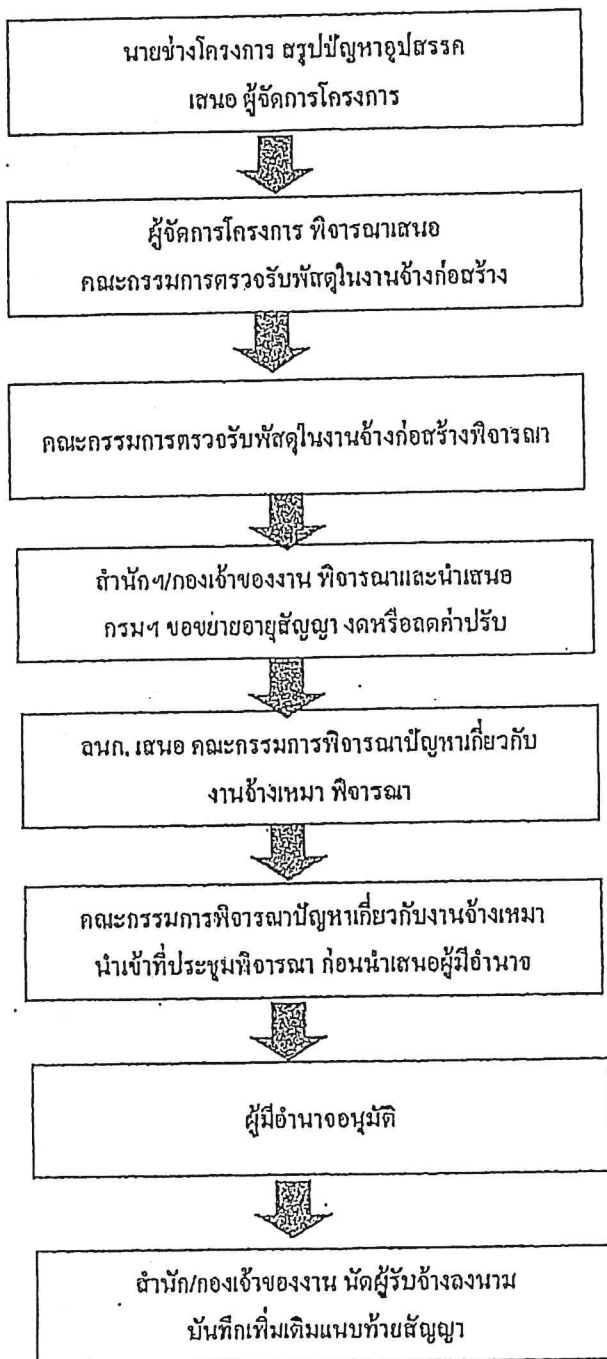 นายช่างโครงการ สรุปปัญหาอุปสรรค
เสนอ ผู้จัดการโครงการ
ผู้จัดการโครงการ พิจารณาเสนอ
คณะกรรมการตรวจรับพัสดุในงานจ้างก่อสร้าง
คณะกรรมการตรวจรับพัสดุในงานจ้างก่อสร้างพิจารณา
สำนักฯ/กองเจ้าของงาน พิจารณาและนำเสนอ
กรมฯ ขอขยายอายุสัญญา งดหรือลดค่าปรับ
ลนก. เสนอ คณะกรรมการพิจารณาปัญหาเกี่ยวกับ
งานจ้างเหมา พิจารณา
คณะกรรมการพิจารณาปัญหาเกี่ยวกับงานจ้างเหมา
นำเข้าที่ประชุมพิจารณา ก่อนนำเสนอผู้มีอำนาจ
ผู้มีอำนาจอนุมัติ
สำนัก/กองเจ้าของงาน นัดผู้รับจ้างลงนาม
บันทึกเพิ่มเติมแนบท้ายสัญญา